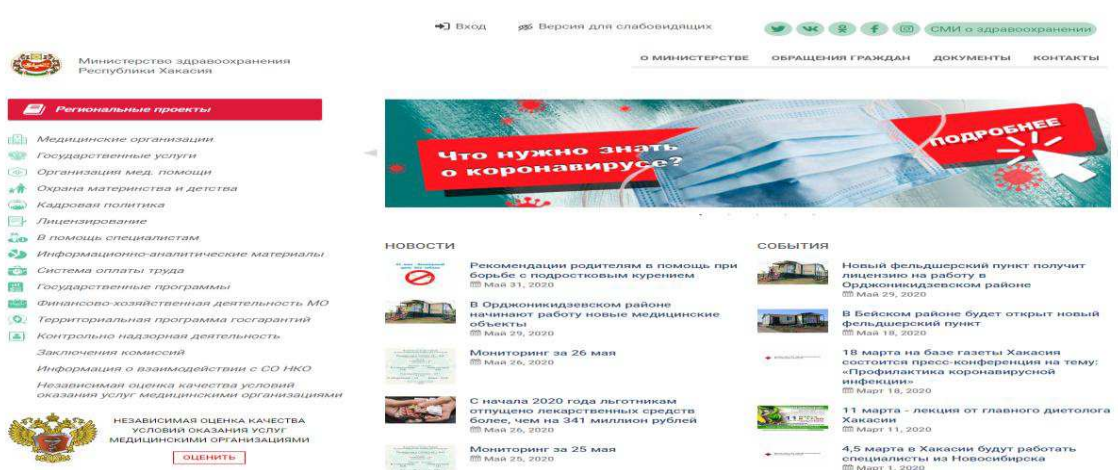 Вход
Версия для слабовидящих
СМИ о здравоохранении
Министерство здравоохранения
Республики Хакасия
О МИНИСТЕРСТВЕ
ОБРАЩЕНИЯ ГРАЖДАН
ДОКУМЕНТЫ
КОНТАКТЫ
Региональные проекты
Медицинские организации
Государственные услуги
Организация мед. помощи
Охрана материнства и детства
Кадровая политика
Лицензирование
В помощь специалистам
Информационно-аналитические материалы
Система оплаты труда
Государственные программы
Финансово-хозяйственная деятельность МО
Территориальная программа госгарантий
Контрольно надзорная деятельность
Заключения комиссий
Информация о взаимодействии с СО НКО
Независимая оценка качества условий
оказания услуг медицинскими организациями
НЕЗАВИСИМАЯ ОЦЕНКА КАЧЕСТВА
УСЛОВИЙ ОКАЗАНИЯ УСЛУГ
МЕДИЦИНСКИМИ ОРГАНИЗАЦИЯМИ
ОЦЕНИТЬ
Что нужно знать
о коронавирусе?
ПОДРОБНЕЕ
НОВОСТИ
Рекомендации родителям в помощь при
борьбе с подростковым курением
Май 31, 2020
В Орджоникидзевском районе
начинают работу новые медицинские
объекты
Май 29, 2020
Мониторинг за 26 мая
Май 26, 2020
С начала 2020 года льготникам
отпущено лекарственных средств
более, чем на 341 миллион рублей
Май 26, 2020
Мониторинг за 25 мая
Май 25, 2020
СОБЫТИЯ
Новый фельдшерский пункт получит
лицензию на работу в
Орджоникидзевском районе
Май 29, 2020
В Бейском районе будет открыт новый
фельдшерский пункт
Май 18, 2020
18 марта на базе газеты Хакасия
состоится пресс-конференция на тему:
«Профилактика коронавирусной
инфекции»
Март 18, 2020
11 марта - лекция от главного диетолога
Хакасии
Март 11, 2020
4,5 марта в Хакасии будут работать
специалисты из Новосибирска
Март 1, 2020